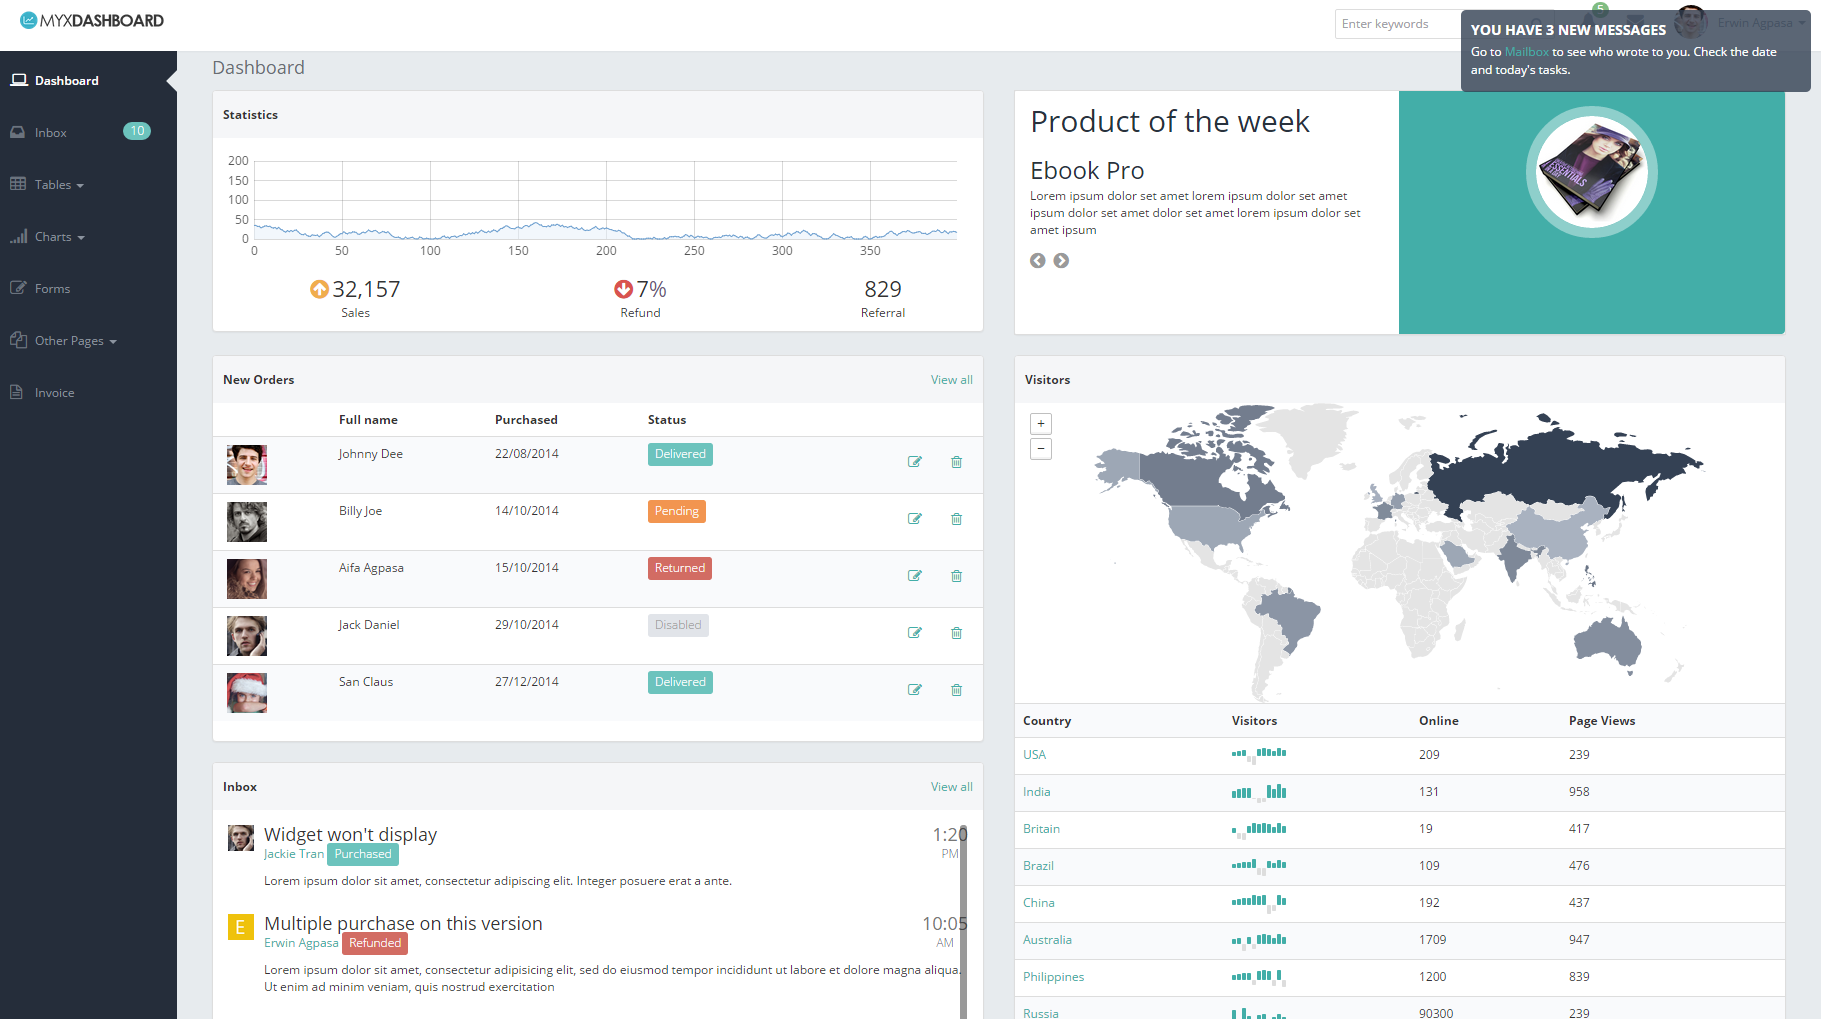 MYXDASHBOARD
Enter keywords
5
Erwin Agpasa
YOU HAVE 3 NEW MESSAGES
Go to Mailbox to see who wrote to you. Check the date
and today's tasks.
Dashboard
Inbox 10
Tables
Charts
Forms
Other Pages
Invoice
Dashboard
Statistics
200
150
100
50
0
0 50 100 150 200 250 300 350
32,157 7% 829
Sales Refund Referral
Product of the week
Ebook Pro
Lorem ipsum dolor set amet lorem ipsum dolor set amet
ipsum dolor set amet dolor set amet lorem ipsum dolor set
amet ipsum
ESSENTIALS
New Orders View all
Full name Purchased Status
Johnny Dee 22/08/2014 Delivered
Billy Joe 14/10/2014 Pending
Aifa Agpasa 15/10/2014 Returned
Jack Daniel 29/10/2014 Disabled
San Claus 27/12/2014 Delivered
Inbox View all
Widget won't display 1:20
Jackie Tran Purchased PM
Lorem ipsum dolor sit amet, consectetur adipiscing elit. Integer posuere erat a ante.
E Multiple purchase on this version 10:05
Erwin Agpasa Refunded AM
Lorem ipsum dolor sit amet, consectetur adipisicing elit, sed do eiusmod tempor incididunt ut labore et dolore magna aliqua.
Ut enim ad minim veniam, quis nostrud exercitation
Visitors
+
−
Country Visitors Online Page Views
USA 209 239
India 131 958
Britain 19 417
Brazil 109 476
China 192 437
Australia 1709 947
Philippines 1200 839
Russia 90300 239